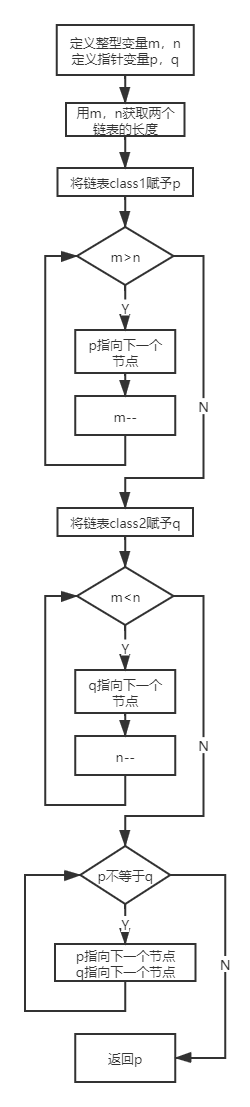 定义整型变量m，n
定义指针变量p，q
用m，n获取两个
链表的长度
将链表class1赋予p
m>n
Y
p指向下一个
节点
N
m--
将链表class2赋予q
m<n
Y
q指向下一个
节点
N
n--
p不等于q
Y
p指向下一个节点
q指向下一个节点
N
返回p